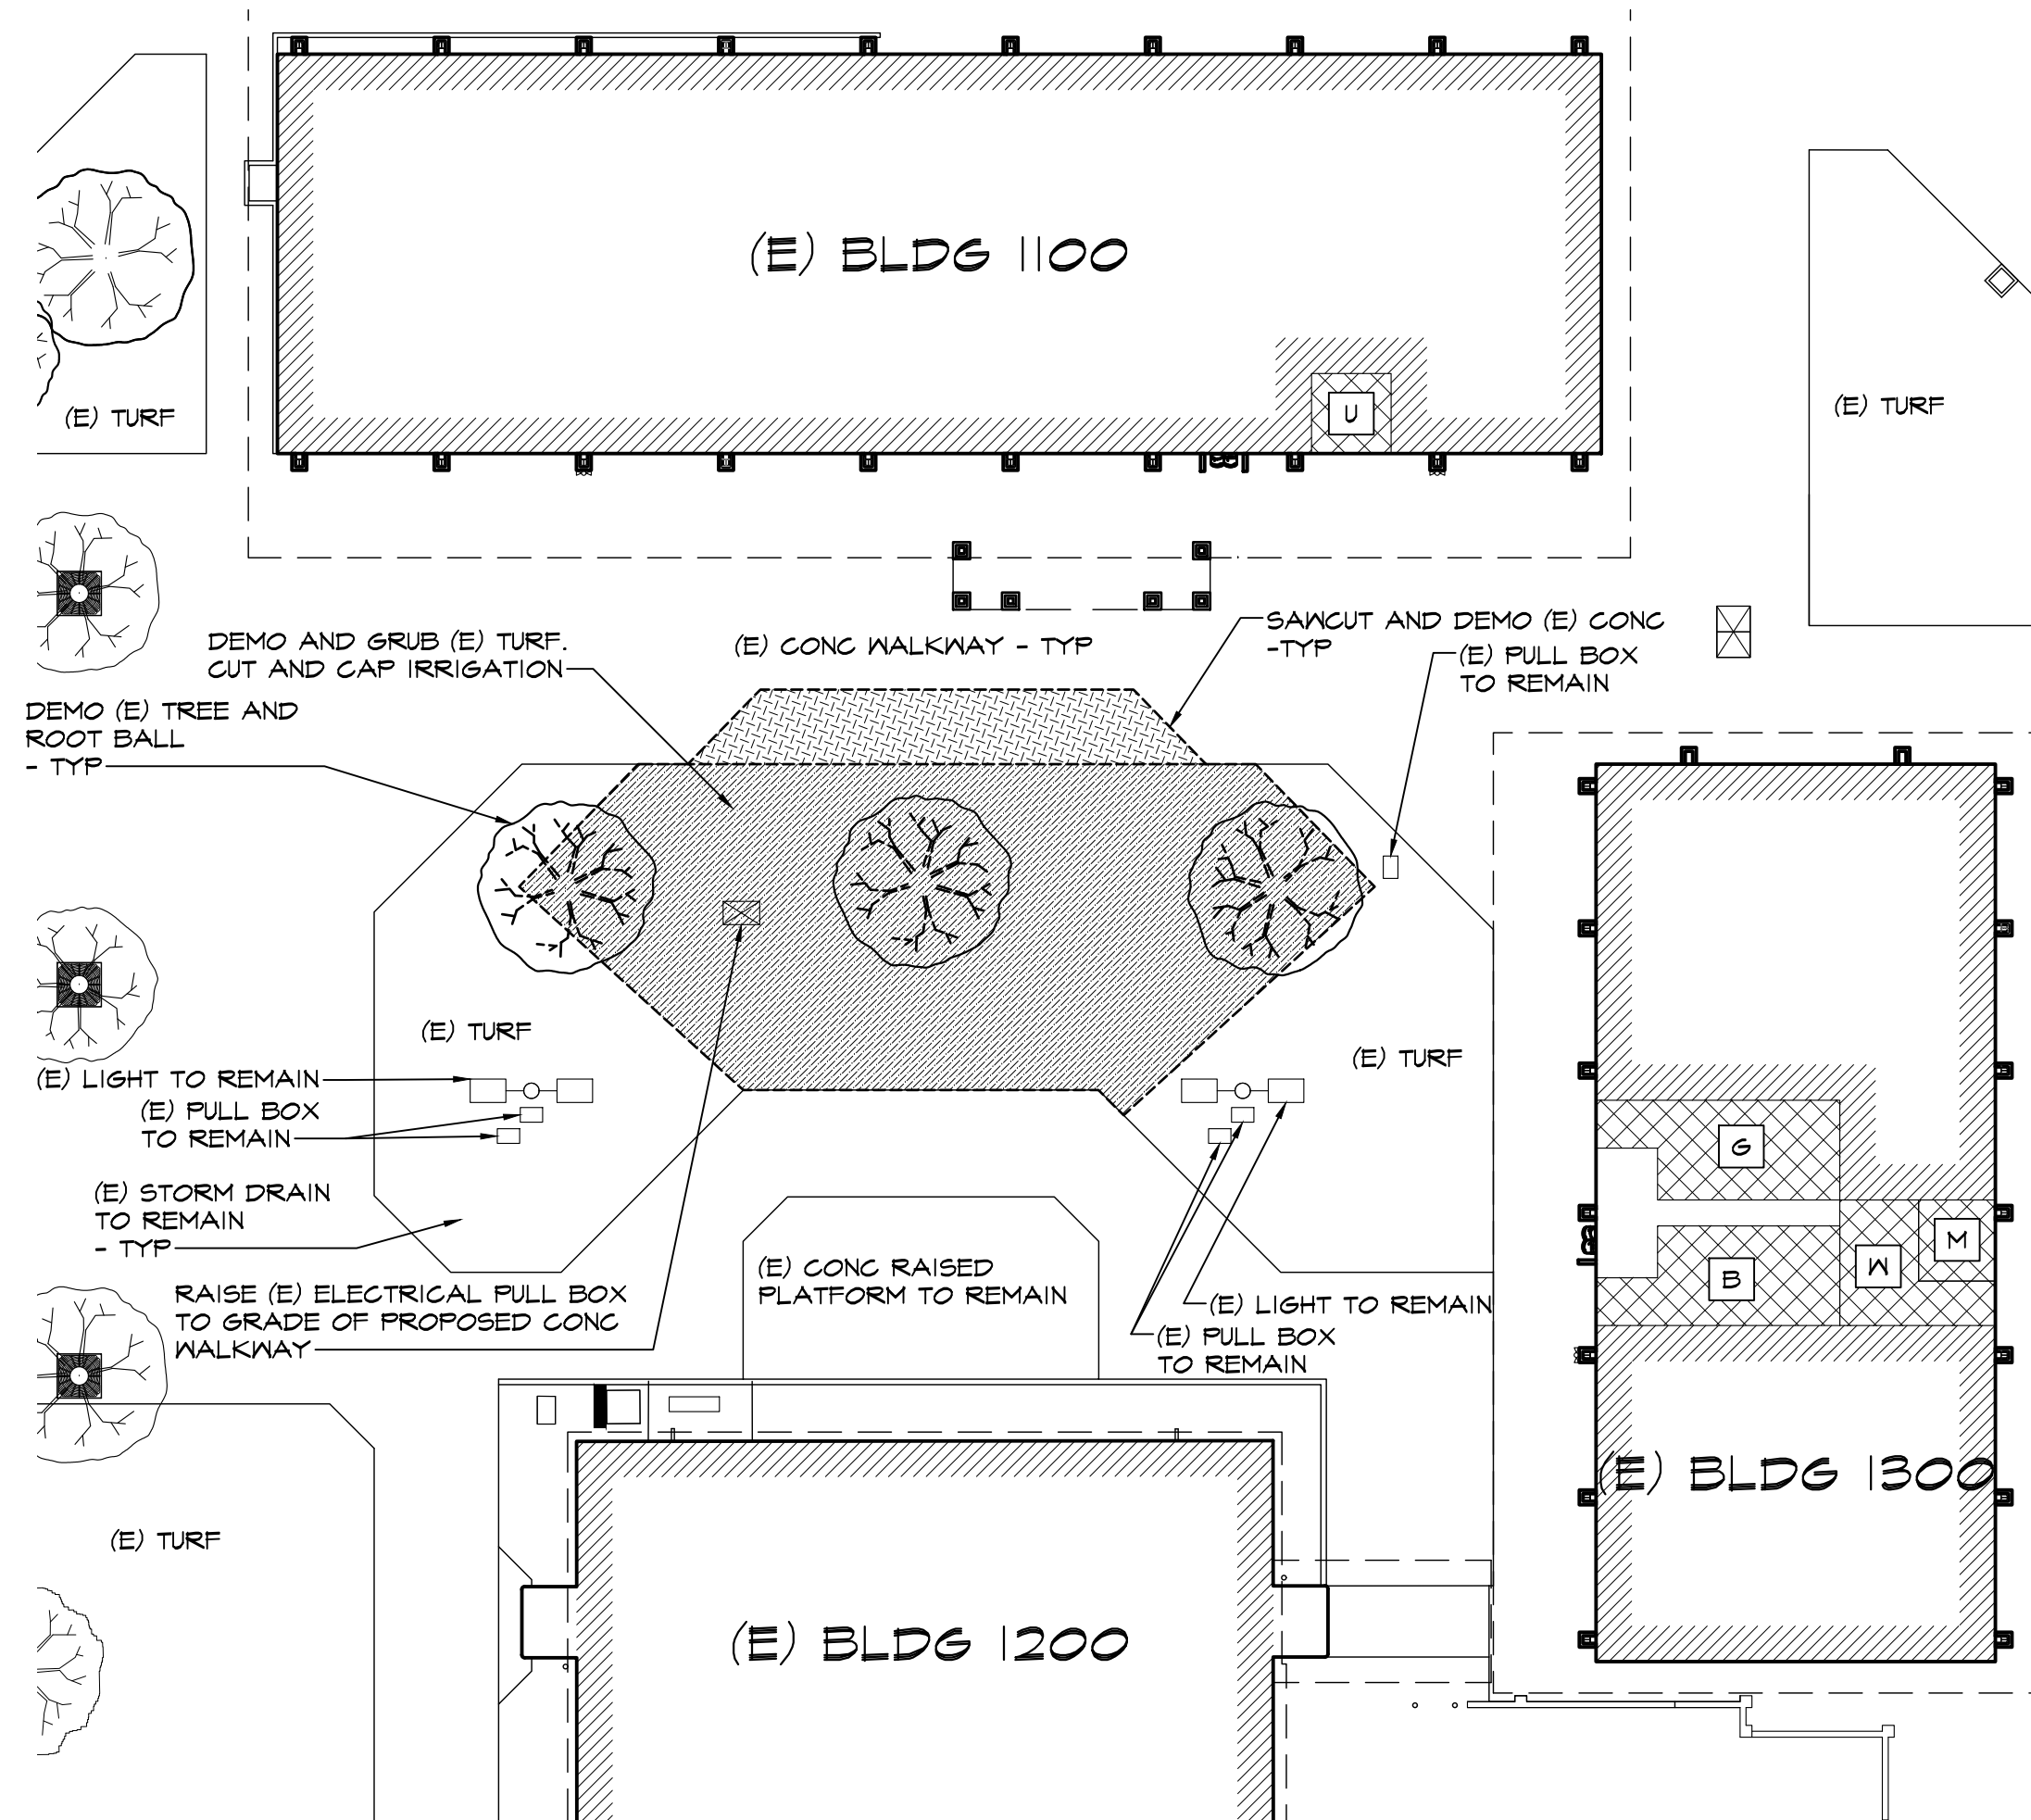 (E) BLDG 1100
(E) TURF
(E) TURF
U
SAWCUT AND DEMO (E) CONC
-TYP
DEMO AND GRUB (E) TURF.
CUT AND CAP IRRIGATION
(E) CONC WALKWAY - TYP
(E) PULL BOX
TO REMAIN
DEMO (E) TREE AND
ROOT BALL
- TYP
(E) TURF
(E) TURF
(E) LIGHT TO REMAIN
(E) PULL BOX
TO REMAIN
G
(E) STORM DRAIN
TO REMAIN
- TYP
M
W
B
(E) CONC RAISED
PLATFORM TO REMAIN
RAISE (E) ELECTRICAL PULL BOX
TO GRADE OF PROPOSED CONC
WALKWAY
(E) LIGHT TO REMAIN
(E) PULL BOX
TO REMAIN
(E) BLDG 1300
(E) TURF
(E) BLDG 1200